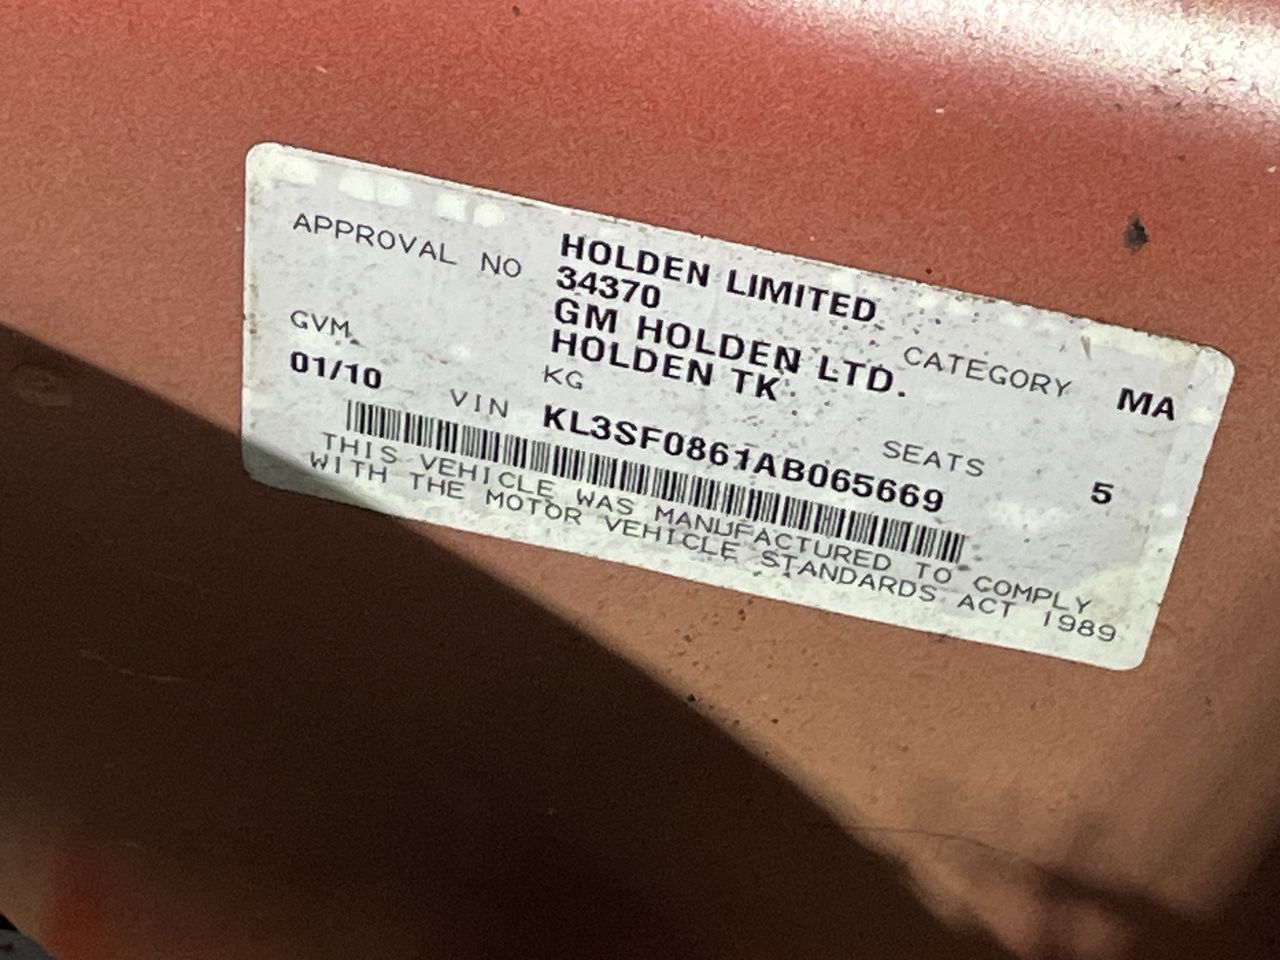 HOLDEN LIMITED
APPROVAL NO 34370 CATEGORY MA
GM HOLDEN LTD.
HOLDEN TK
GVM KG SEATS 5
01/10 VIN KL3SF0861AB065669
THIS VEHICLE WAS MANUFACTURED TO COMPLY
WITH THE MOTOR VEHICLE STANDARDS ACT 1989